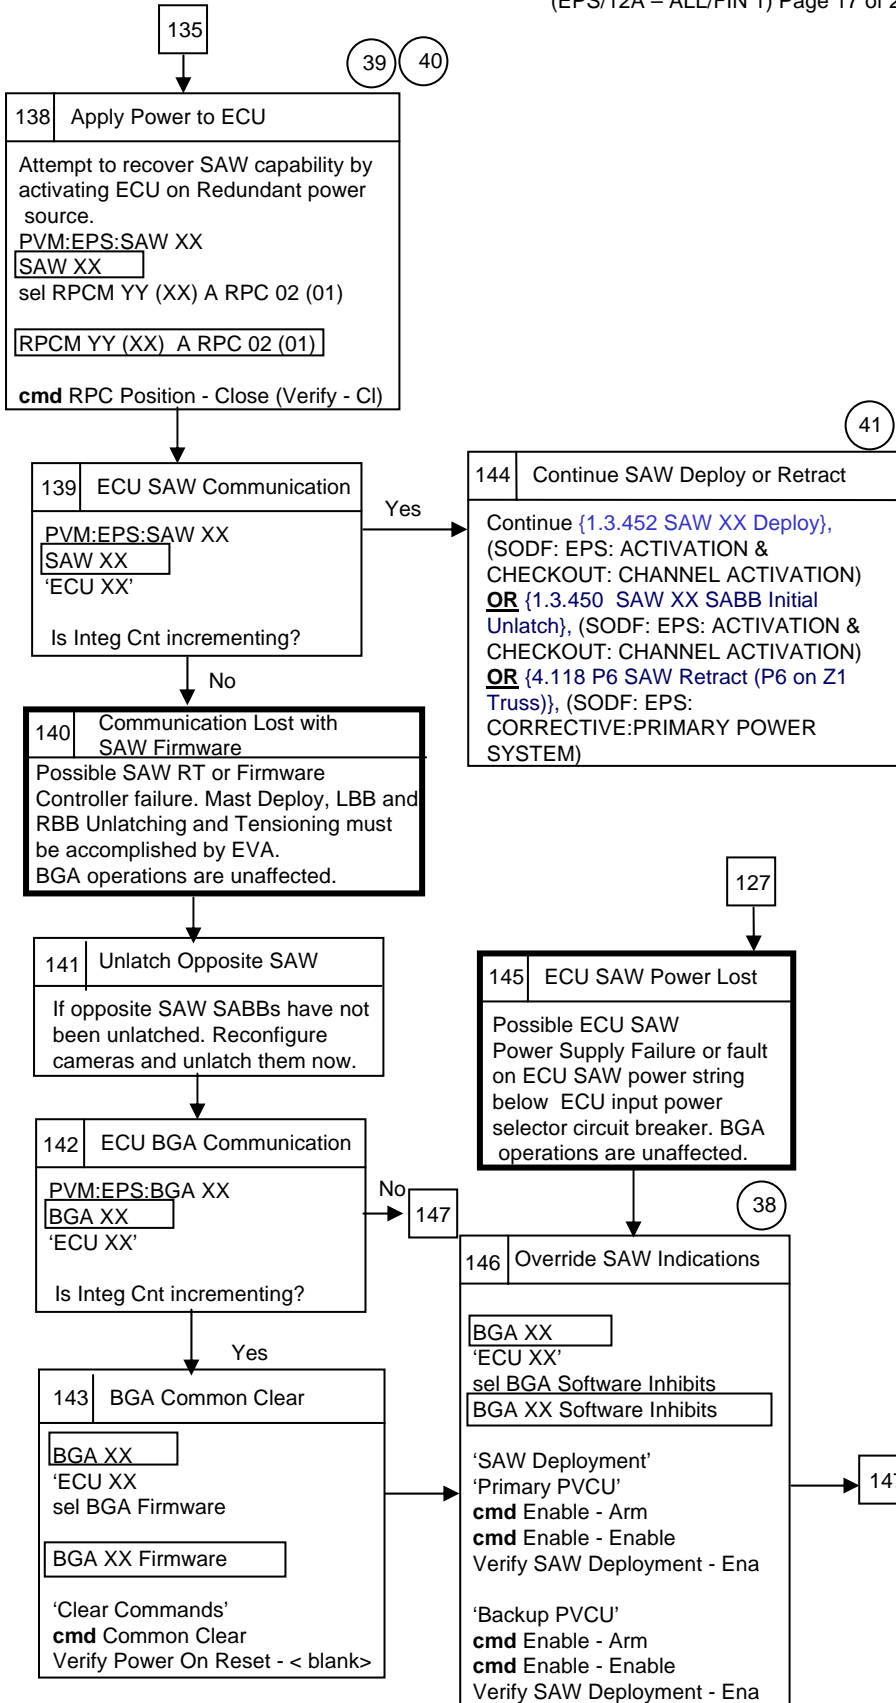 (EPS/12A – ALL/FIN 1) Page 17 of 2
135
39
40
138 Apply Power to ECU
Attempt to recover SAW capability by
activating ECU on Redundant power
source.
PVM:EPS:SAW XX
SAW XX
sel RPCM YY (XX) A RPC 02 (01)
RPCM YY (XX) A RPC 02 (01)
cmd RPC Position - Close (Verify - Cl)
139 ECU SAW Communication
PVM:EPS:SAW XX
SAW XX
‘ECU XX’
Is Integ Cnt incrementing?
Yes
No
41
144 Continue SAW Deploy or Retract
Continue {1.3.452 SAW XX Deploy},
(SODF: EPS: ACTIVATION &
CHECKOUT: CHANNEL ACTIVATION)
OR {1.3.450 SAW XX SABB Initial
Unlatch}, (SODF: EPS: ACTIVATION &
CHECKOUT: CHANNEL ACTIVATION)
OR {4.118 P6 SAW Retract (P6 on Z1
Truss)}, (SODF: EPS:
CORRECTIVE:PRIMARY POWER
SYSTEM)
140 Communication Lost with
SAW Firmware
Possible SAW RT or Firmware
Controller failure. Mast Deploy, LBB and
RBB Unlatching and Tensioning must
be accomplished by EVA.
BGA operations are unaffected.
141 Unlatch Opposite SAW
If opposite SAW SABBs have not
been unlatched. Reconfigure
cameras and unlatch them now.
142 ECU BGA Communication
PVM:EPS:BGA XX
BGA XX
‘ECU XX’
Is Integ Cnt incrementing?
No
147
Yes
143 BGA Common Clear
BGA XX
‘ECU XX
sel BGA Firmware
BGA XX Firmware
‘Clear Commands’
cmd Common Clear
Verify Power On Reset - < blank>
127
145 ECU SAW Power Lost
Possible ECU SAW
Power Supply Failure or fault
on ECU SAW power string
below ECU input power
selector circuit breaker. BGA
operations are unaffected.
38
146 Override SAW Indications
BGA XX
‘ECU XX’
sel BGA Software Inhibits
BGA XX Software Inhibits
‘SAW Deployment’
‘Primary PVCU’
cmd Enable - Arm
cmd Enable - Enable
Verify SAW Deployment - Ena
‘Backup PVCU’
cmd Enable - Arm
cmd Enable - Enable
Verify SAW Deployment - Ena
147